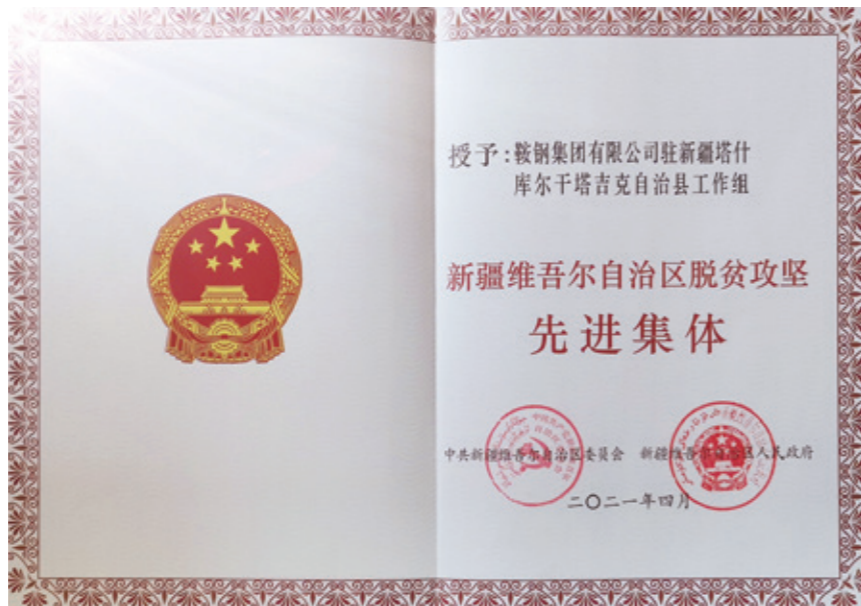 授予:鞍钢集团有限公司驻新疆塔什
库尔干塔吉克自治县工作组
新疆维吾尔自治区脱贫攻坚
先进集体
中共新疆维吾尔自治区委员会 新疆维吾尔自治区人民政府
二〇二一年四月